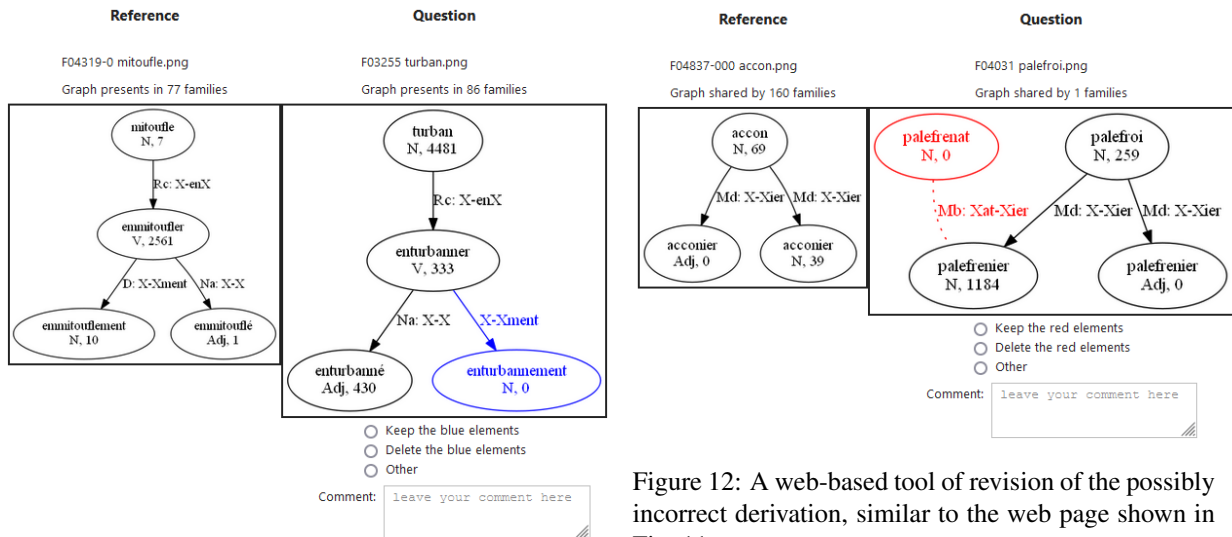 Reference
Question
F04319-0 mitoufle.png
F03255 turban.png
Graph presents in 77 families
Graph presents in 86 families
mitoufle
N, 7
Rc: X-enX
emmitoufler
V, 2561
D: X-Xment
Na: X-X
emmitouflement
N, 10
emmitouflé
Adj, 1
turban
N, 4481
Rc: X-enX
enturbanner
V, 333
Na: X-X
X-Xment
enturbanné
Adj, 430
enturbannement
N, 0
Keep the blue elements
Delete the blue elements
Other
Comment:
leave your comment here
Reference
Question
F04837-000 accon.png
F04031 palefroi.png
Graph shared by 160 families
Graph shared by 1 families
accon
N, 69
Md: X-Xier
Md: X-Xier
acconier
Adj, 0
acconier
N, 39
palefrenat
N, 0
palefroi
N, 259
Mb: Xat-Xier
Md: X-Xier
Md: X-Xier
palefrenier
N, 1184
palefrenier
Adj, 0
Keep the red elements
Delete the red elements
Other
Comment:
leave your comment here
Figure 12: A web-based tool of revision of the possibly
incorrect derivation, similar to the web page shown in